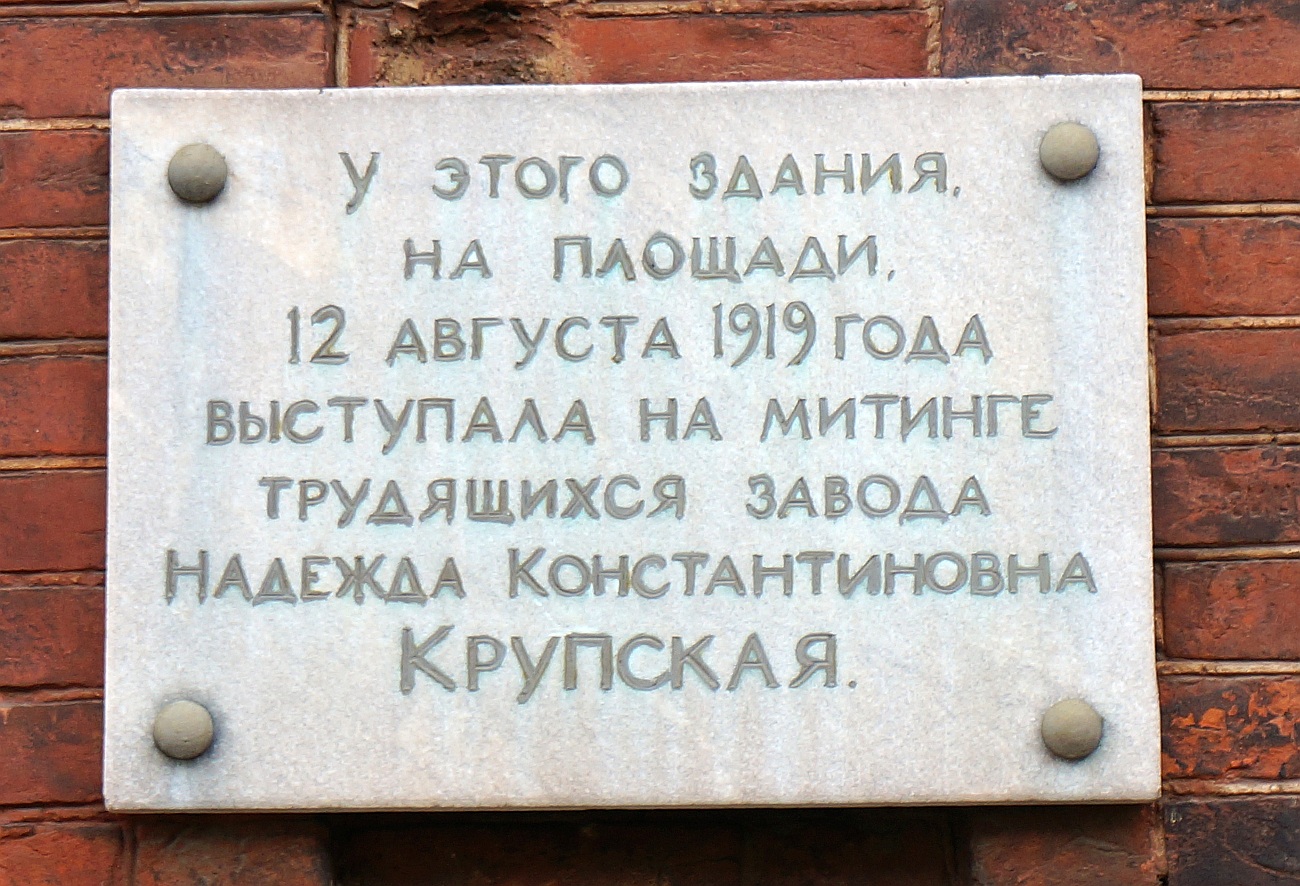 У ЭТОГО ЗДАНИЯ,
НА ПЛОЩАДИ,
12 АВГУСТА 1919 ГОДА
ВЫСТУПАЛА НА МИТИНГЕ
ТРУДЯЩИХСЯ ЗАВОДА
НАДЕЖДА КОНСТАНТИНОВНА
КРУПСКАЯ.